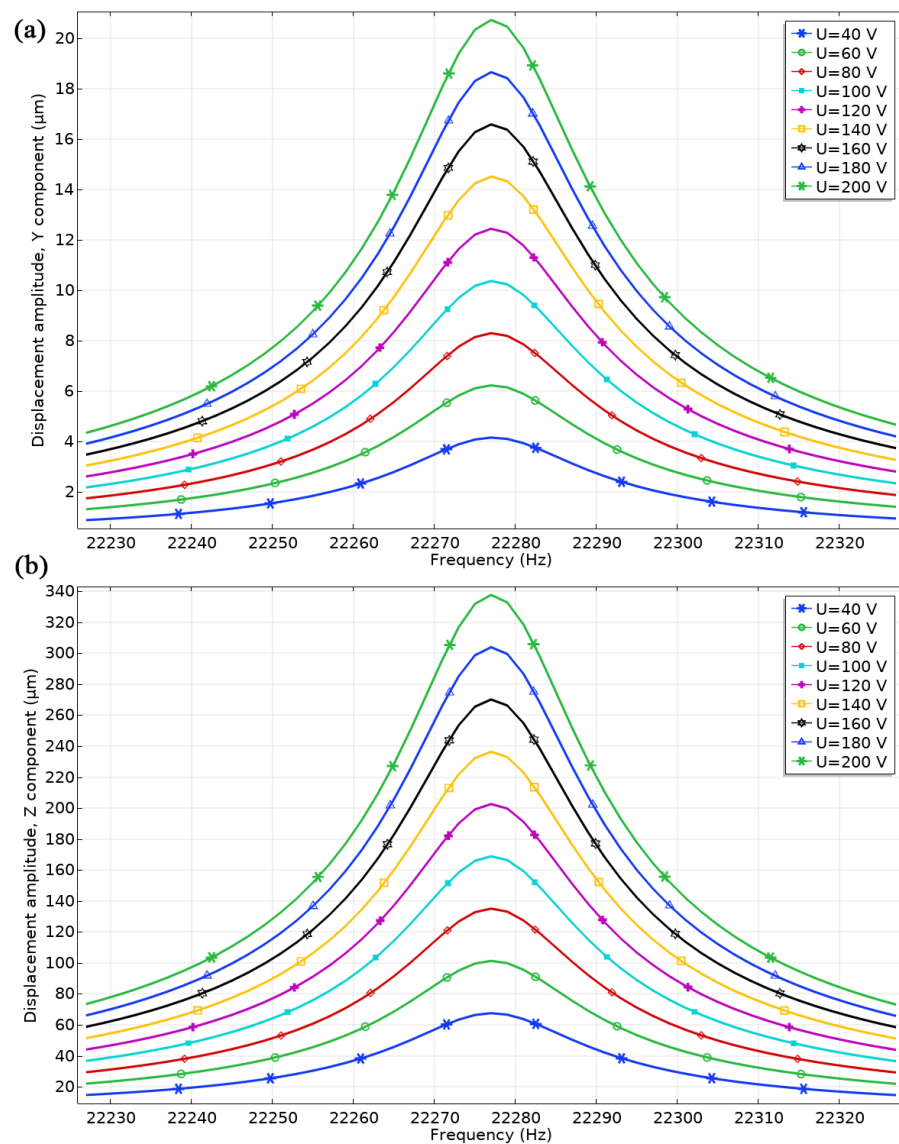 (a)
Displacement amplitude, Y component (μm)
20
18
16
14
12
10
8
6
4
2
U=40 V
U=60 V
U=80 V
U=100 V
U=120 V
U=140 V
U=160 V
U=180 V
U=200 V
22230 22240 22250 22260 22270 22280 22290 22300 22310 22320
Frequency (Hz)
(b)
Displacement amplitude, Z component (μm)
340
320
300
280
260
240
220
200
180
160
140
120
100
80
60
40
20
U=40 V
U=60 V
U=80 V
U=100 V
U=120 V
U=140 V
U=160 V
U=180 V
U=200 V
22230 22240 22250 22260 22270 22280 22290 22300 22310 22320
Frequency (Hz)